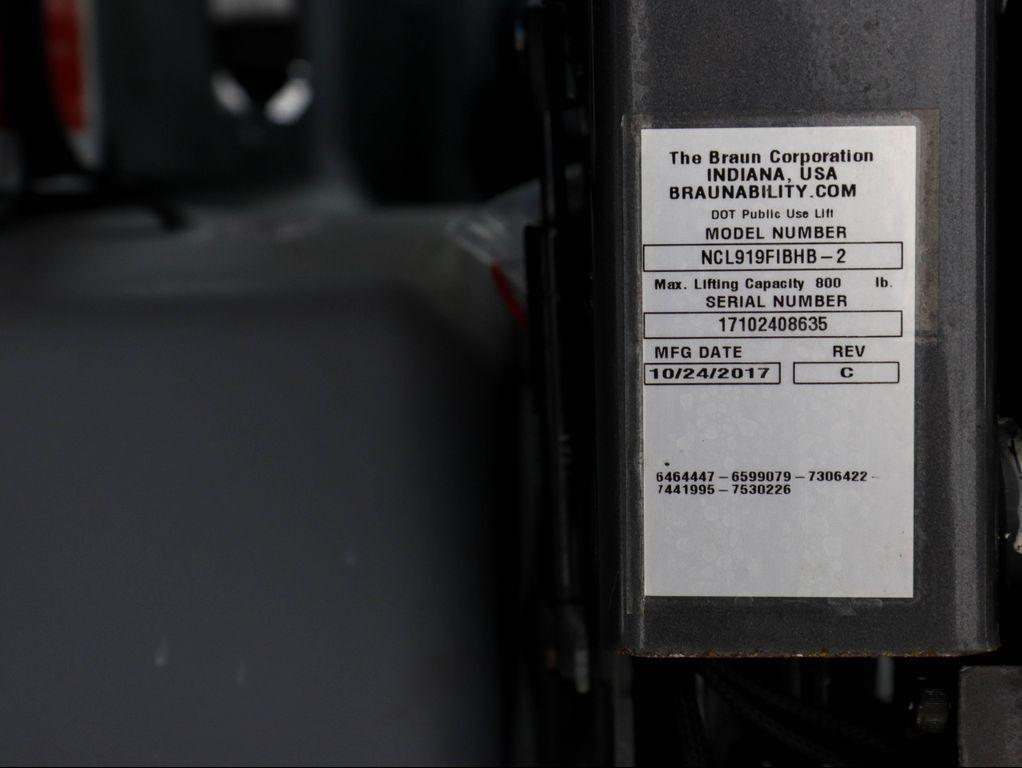 The Braun Corporation
INDIANA, USA
BRAUNABILITY.COM
DOT Public Use Lift
MODEL NUMBER
NCL919FIBHB-2
Max. Lifting Capacity 800 lb.
SERIAL NUMBER
17102408635
MFG DATE REV
10/24/2017 C
6464447-6599079-7306422-
7441995-7530226